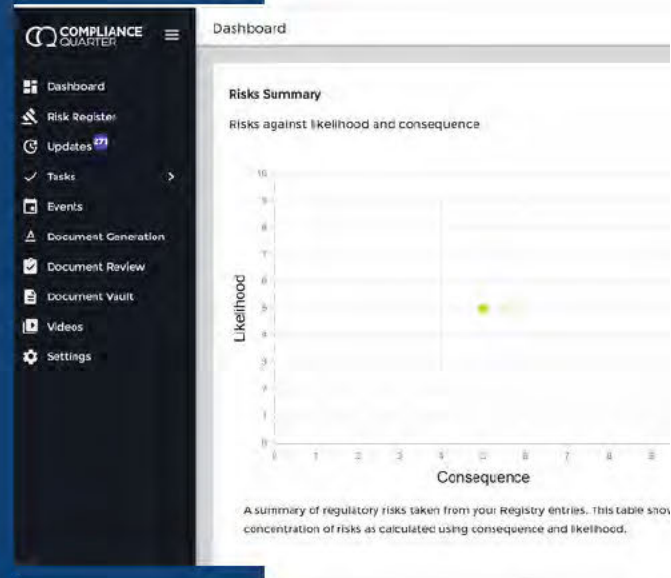 COMPLIANCE
QUARTER
Dashboard
Dashboard
Risk Register
Updates 271
Tasks
Events
Document Generation
Document Review
Document Vault
Videos
Settings
Risks Summary
Risks against likelihood and consequence
Likelihood
10
9
8
7
6
5
4
3
2
1
0
0 1 2 3 4 5 6 7 8 9
Consequence
A summary of regulatory risks taken from your Registry entries. This table
concentration of risks as calculated using consequence and likelihood.